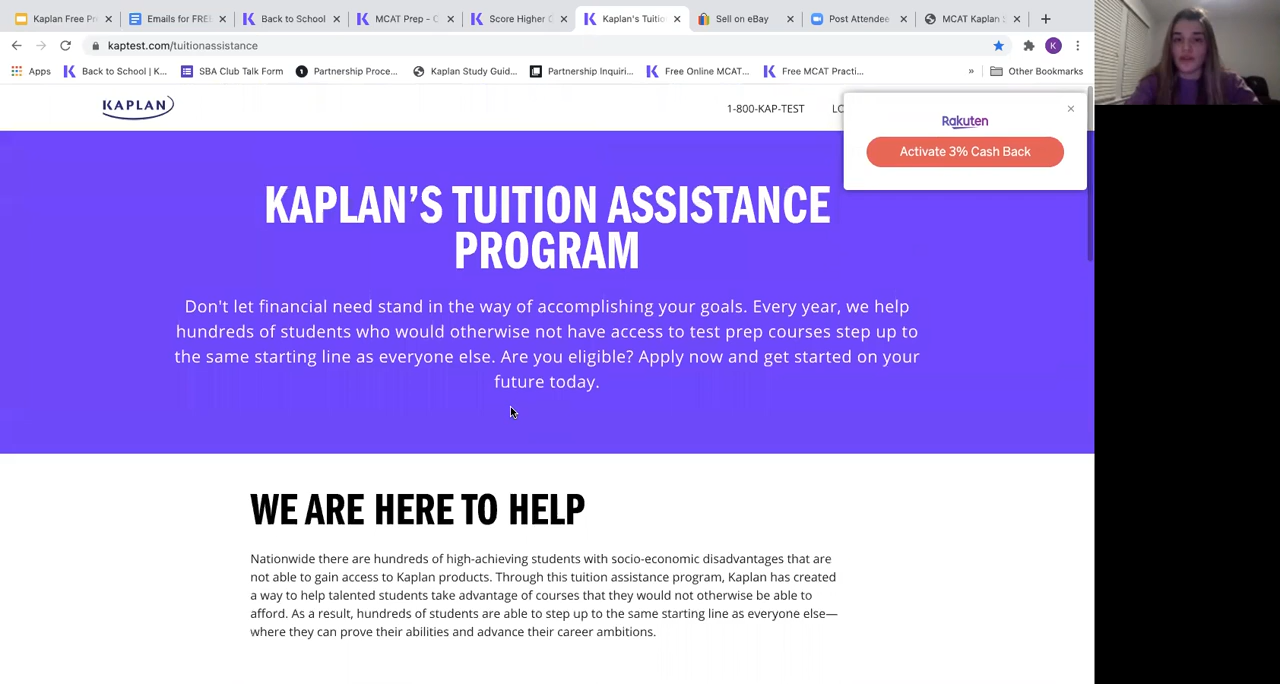 Kaplan Free Pr
Emails for FREE
Back to School
MCAT Prep - C
Score Higher C
Kaplan's Tuitio
Sell on eBay
Post Attendee
MCAT Kaplan
kaptest.com/tuitionassistance
K
Apps
Back to School | K...
SBA Club Talk Form
Partnership Proce...
Kaplan Study Guid...
Partnership Inquiri...
Free Online MCAT...
Free MCAT Practi...
»
Other Bookmarks
KAPLAN
1-800-KAP-TEST
LO
Rakuten
Activate 3% Cash Back
KAPLAN'S TUITION ASSISTANCE
PROGRAM
Don't let financial need stand in the way of accomplishing your goals. Every year, we help
hundreds of students who would otherwise not have access to test prep courses step up to
the same starting line as everyone else. Are you eligible? Apply now and get started on your
future today.
WE ARE HERE TO HELP
Nationwide there are hundreds of high-achieving students with socio-economic disadvantages that are
not able to gain access to Kaplan products. Through this tuition assistance program, Kaplan has created
a way to help talented students take advantage of courses that they would not otherwise be able to
afford. As a result, hundreds of students are able to step up to the same starting line as everyone else—
where they can prove their abilities and advance their career ambitions.